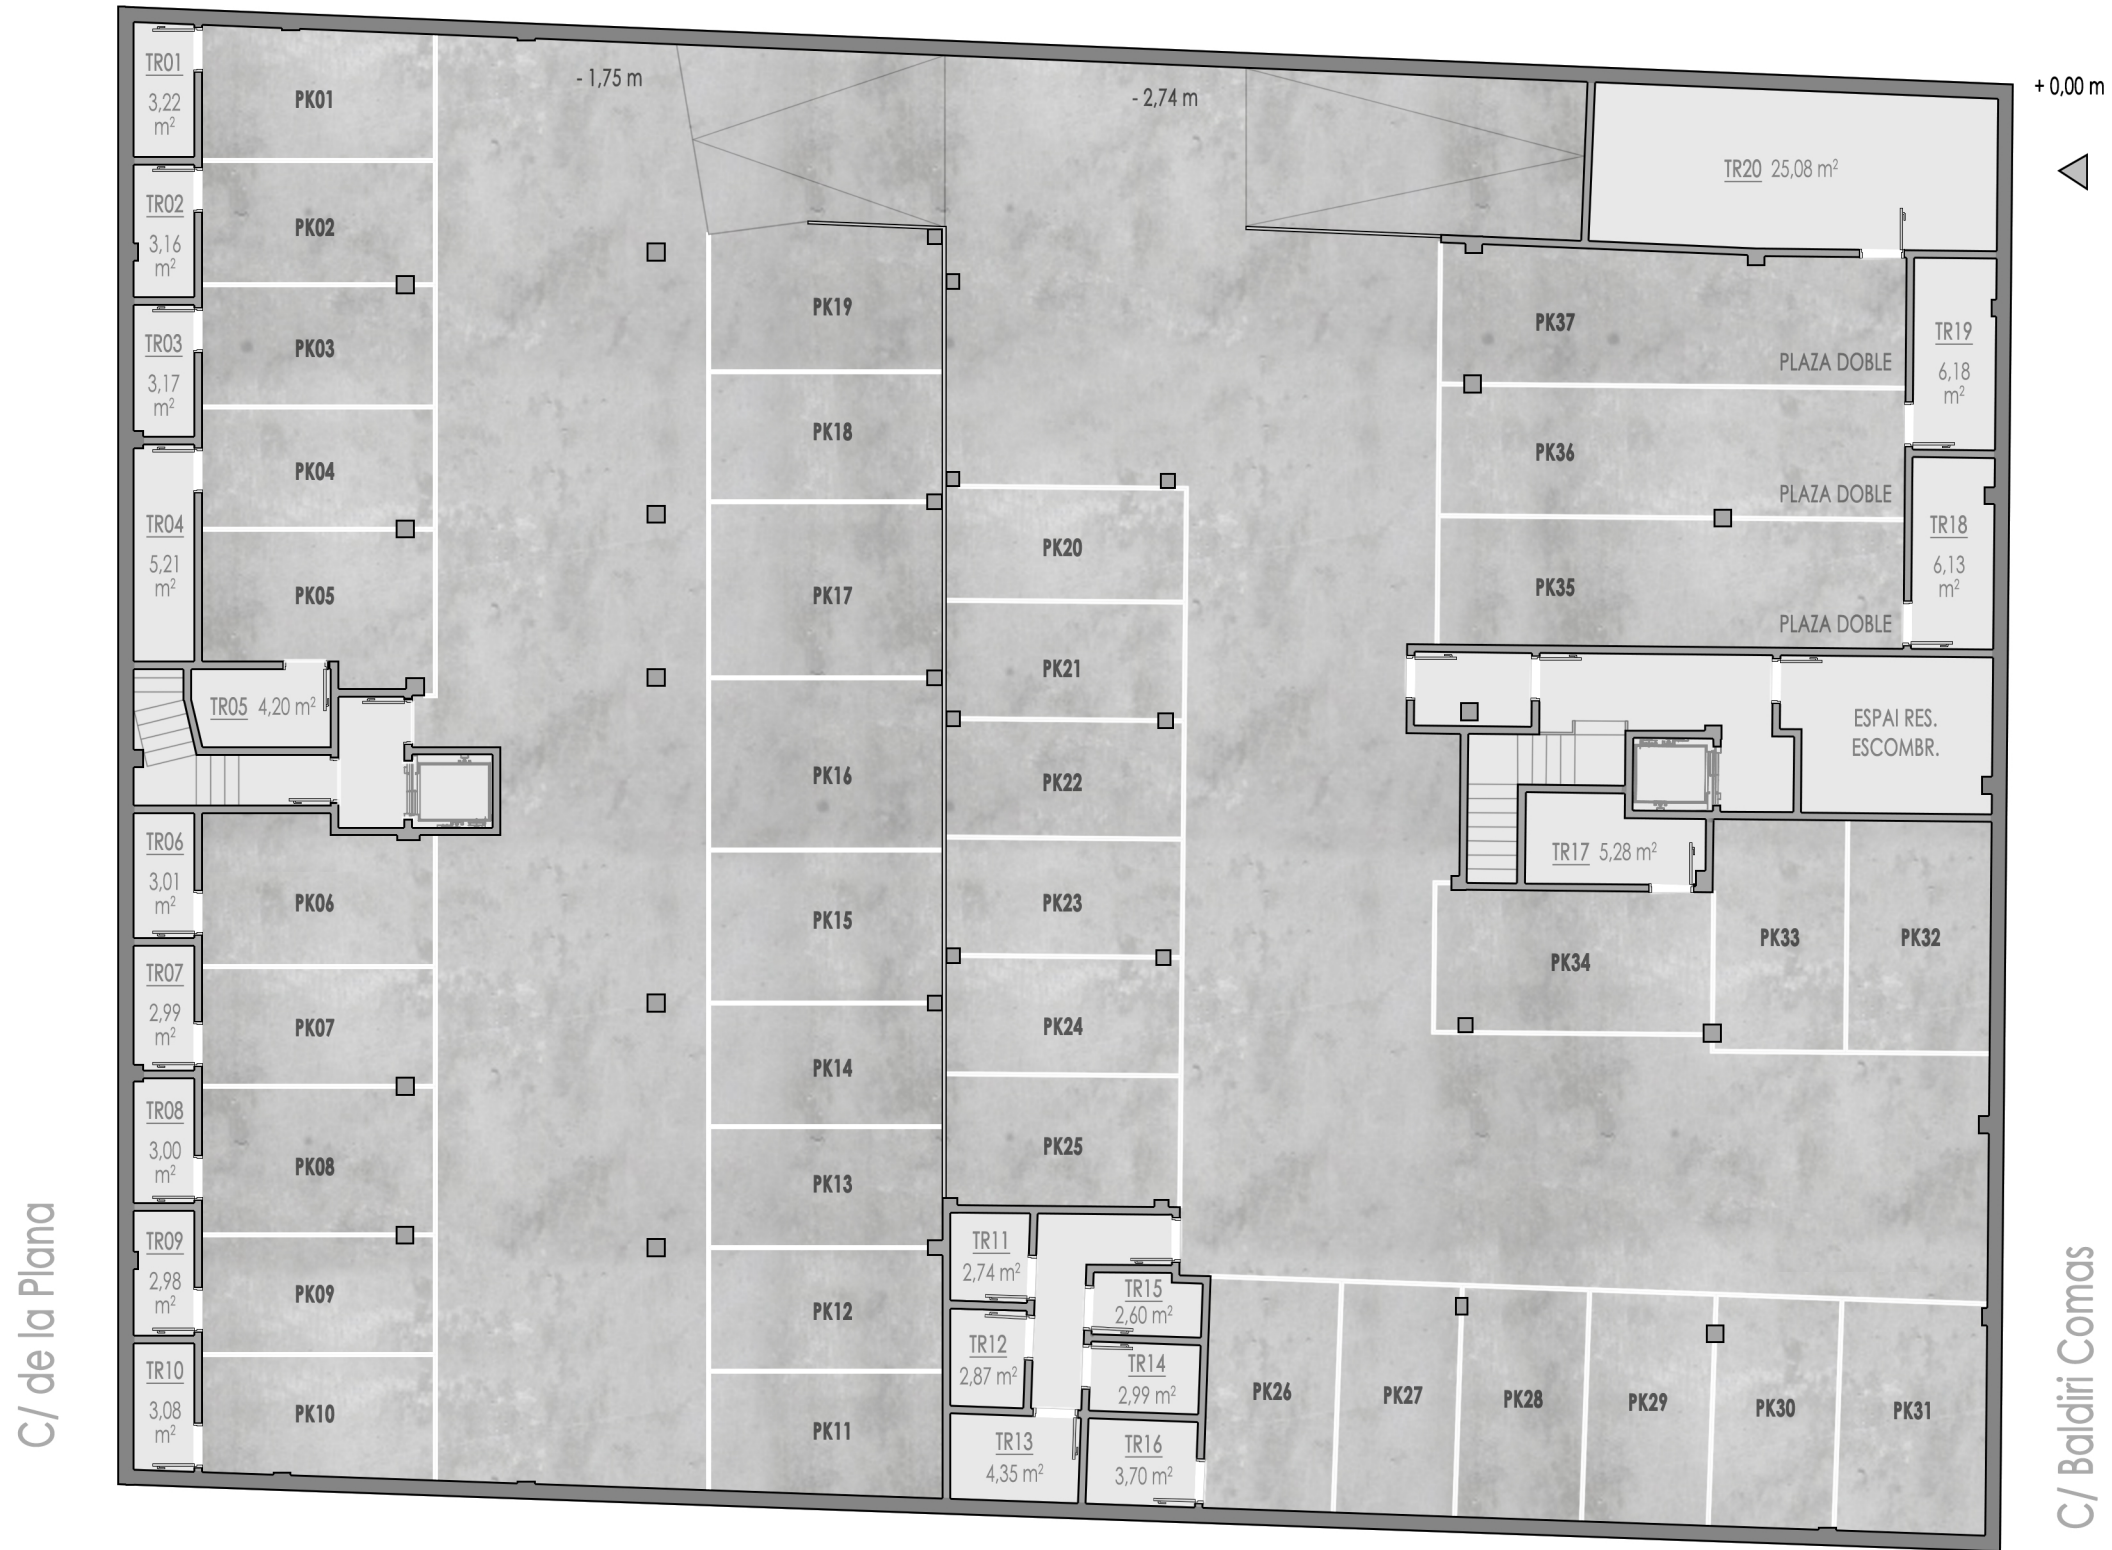 TR01
3,22
m²
TR02
3,16
m²
TR03
3,17
m²
TR04
5,21
m²
TR05 4,20 m²
TR06
3,01
m²
TR07
2,99
m²
TR08
3,00
m²
TR09
2,98
m²
TR10
3,08
m²
PK01
PK02
PK03
PK04
PK05
PK06
PK07
PK08
PK09
PK10
- 1,75 m
PK19
PK18
PK17
PK16
PK15
PK14
PK13
PK12
PK11
- 2,74 m
PK20
PK21
PK22
PK23
PK24
PK25
TR11
2,74 m²
TR12
2,87 m²
TR13
4,35 m²
TR15
2,60 m²
TR14
2,99 m²
TR16
3,70 m²
PK26
PK27
PK28
PK29
PK30
PK31
TR20 25,08 m²
PK37
PLAZA DOBLE
PK36
PLAZA DOBLE
PK35
PLAZA DOBLE
TR19
6,18
m²
TR18
6,13
m²
ESPAI RES.
ESCOMBR.
TR17 5,28 m²
PK34
PK33
PK32
+ 0,00 m
C/ de la Plana
C/ Baldiri Comas